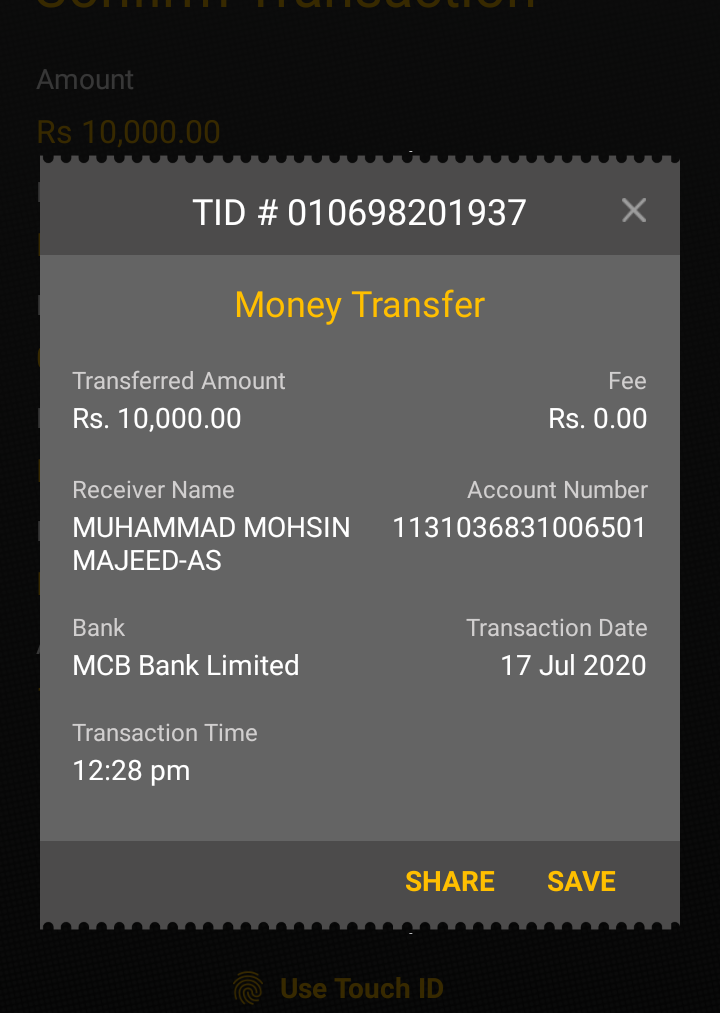 Confirm Transaction
Amount
Rs 10,000.00
TID # 010698201937
Money Transfer
Transferred Amount Fee
Rs. 10,000.00 Rs. 0.00
Receiver Name Account Number
MUHAMMAD MOHSIN 1131036831006501
MAJEED-AS
Bank Transaction Date
MCB Bank Limited 17 Jul 2020
Transaction Time
12:28 pm
SHARE SAVE
Use Touch ID